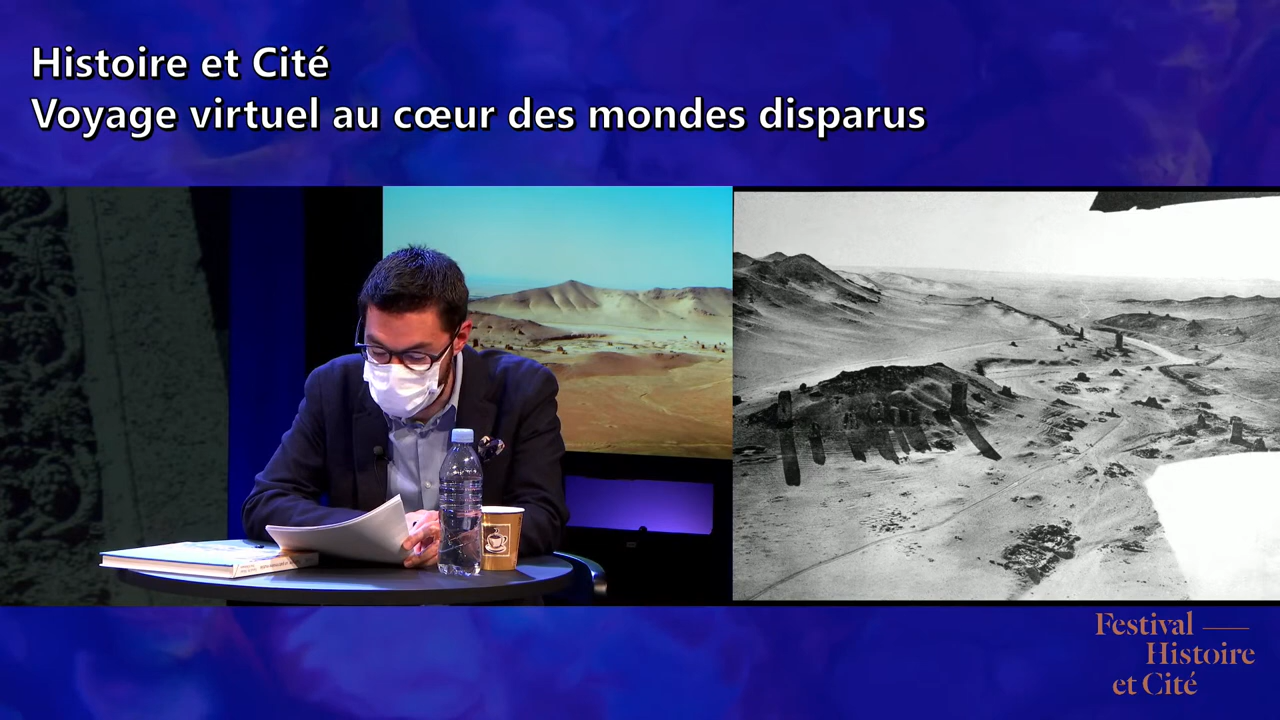 Histoire et Cité
Voyage virtuel au cœur des mondes disparus
Festival
Histoire
et Cité